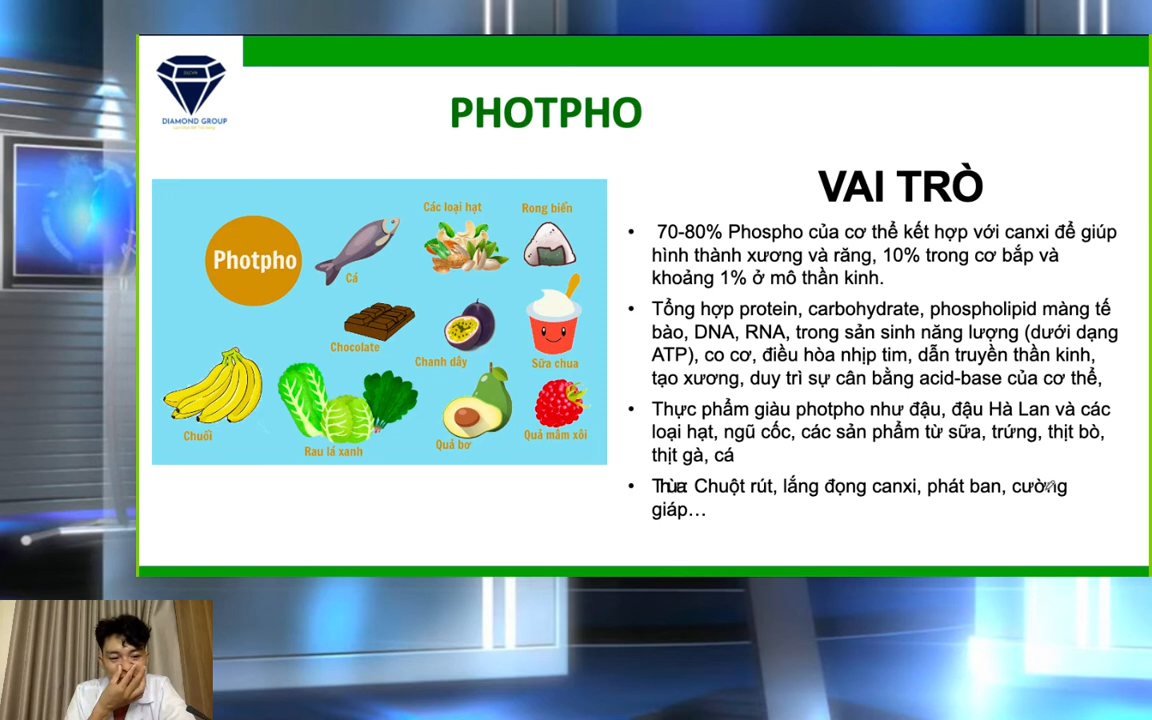 DIAMOND GROUP
PHOTPHO
Photpho
Cá
Các loại hạt
Rong biển
Chocolate
Chanh dây
Sữa chua
Chuối
Rau lá xanh
Quả bơ
Quả mâm xôi
VAI TRÒ
• 70-80% Phospho của cơ thể kết hợp với canxi để giúp
hình thành xương và răng, 10% trong cơ bắp và
khoảng 1% ở mô thần kinh.
• Tổng hợp protein, carbohydrate, phospholipid màng tế
bào, DNA, RNA, trong sản sinh năng lượng (dưới dạng
ATP), co cơ, điều hòa nhịp tim, dẫn truyền thần kinh,
tạo xương, duy trì sự cân bằng acid-base của cơ thể,
• Thực phẩm giàu photpho như đậu, đậu Hà Lan và các
loại hạt, ngũ cốc, các sản phẩm từ sữa, trứng, thịt bò,
thịt gà, cá
• Thừa: Chuột rút, lắng đọng canxi, phát ban, cường
giáp…